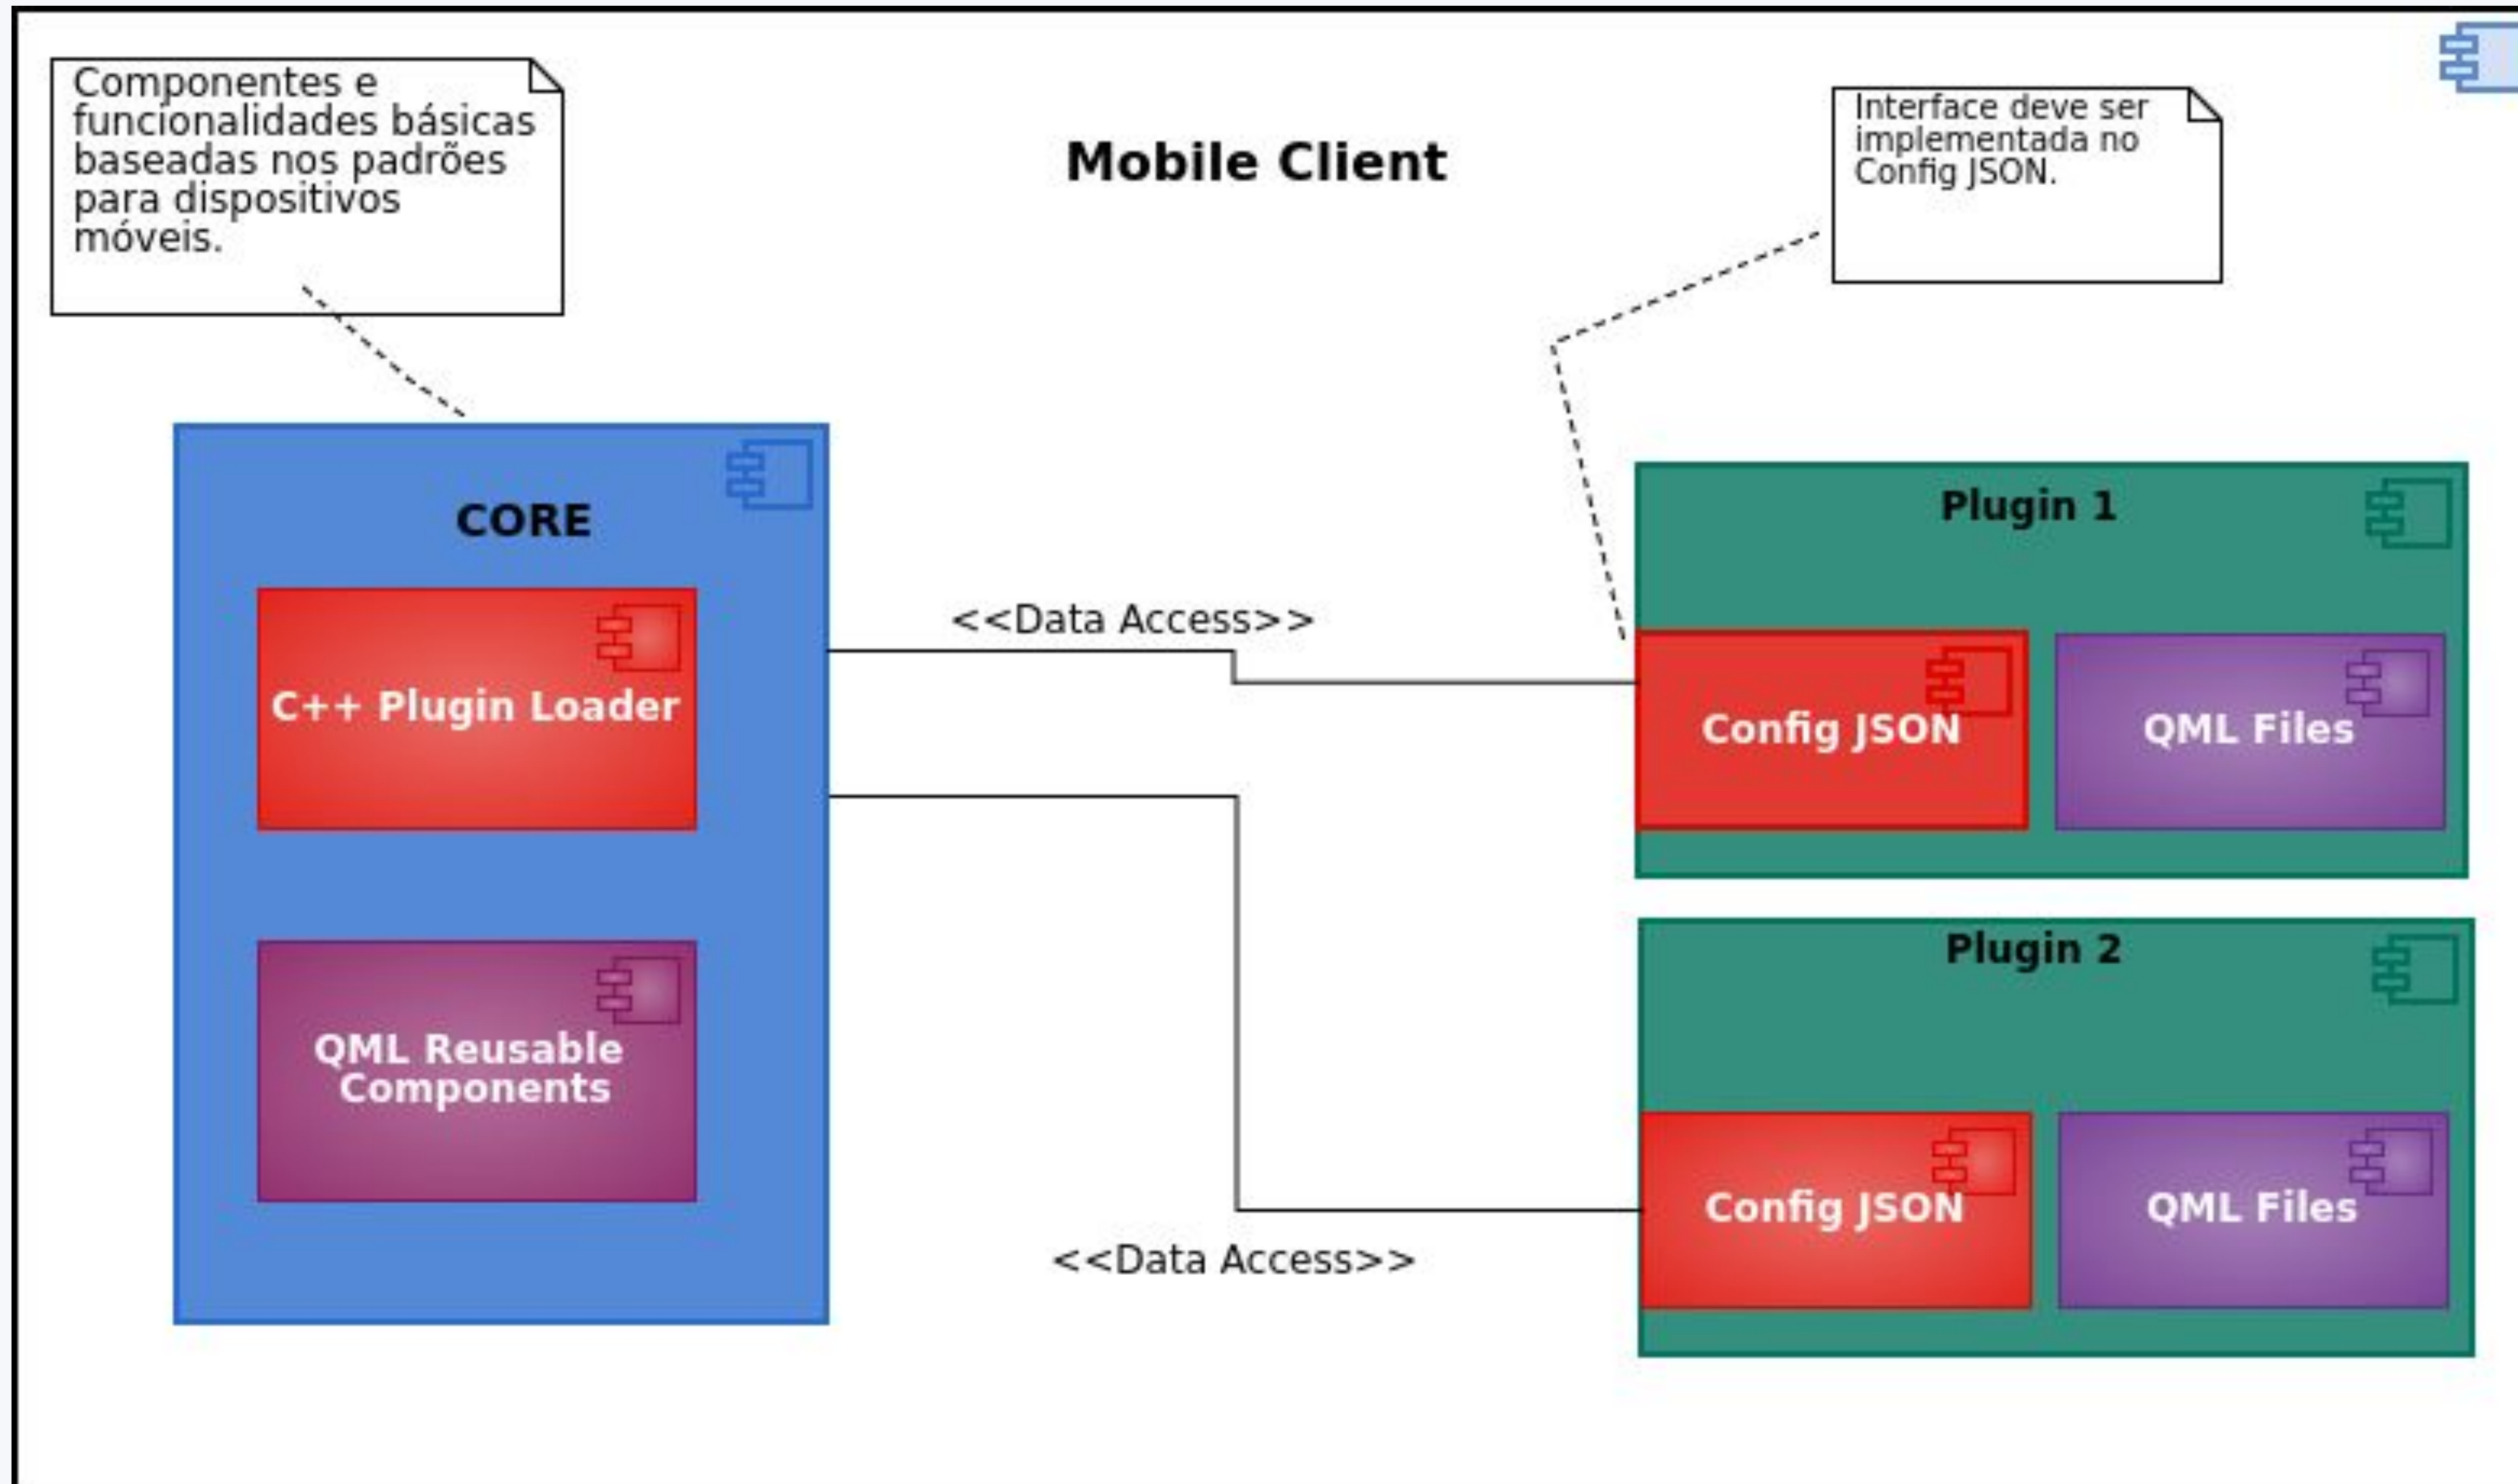 Componentes e
funcionalidades básicas
baseadas nos padrões
para dispositivos
móveis.
Mobile Client
Interface deve ser
implementada no
Config JSON.
CORE
C++ Plugin Loader
QML Reusable
Components
<<Data Access>>
Plugin 1
Config JSON
QML Files
Plugin 2
Config JSON
QML Files
<<Data Access>>